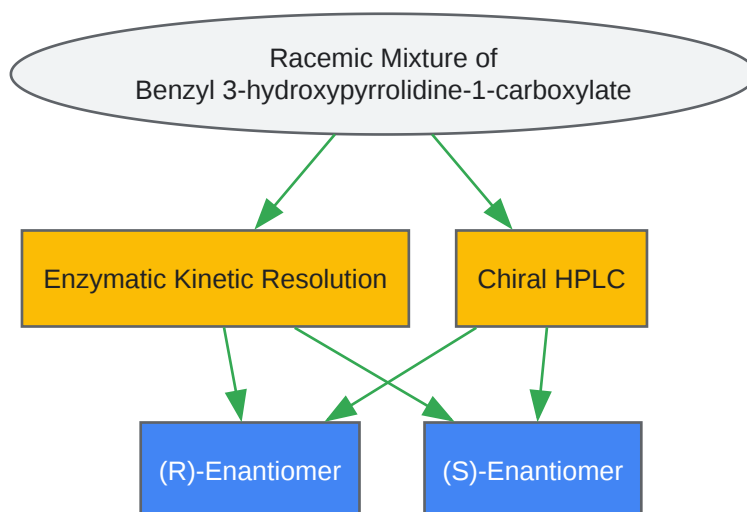 Racemic Mixture of
Benzyl 3-hydroxypyrrolidine-1-carboxylate
Enzymatic Kinetic Resolution
Chiral HPLC
(R)-Enantiomer
(S)-Enantiomer